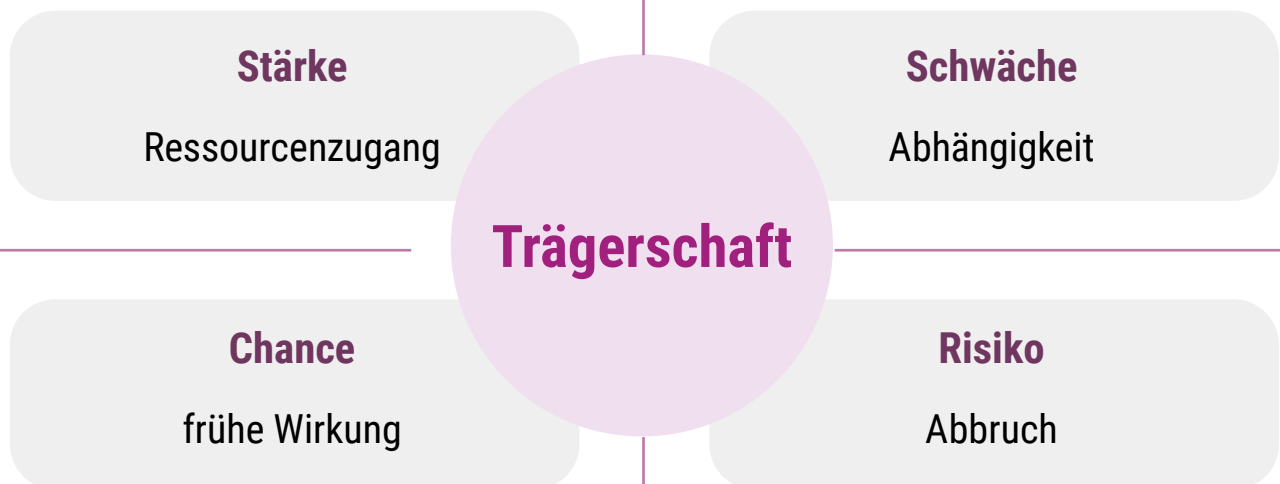 Stärke
Ressourcenzugang
Schwäche
Abhängigkeit
Trägerschaft
Chance
frühe Wirkung
Risiko
Abbruch